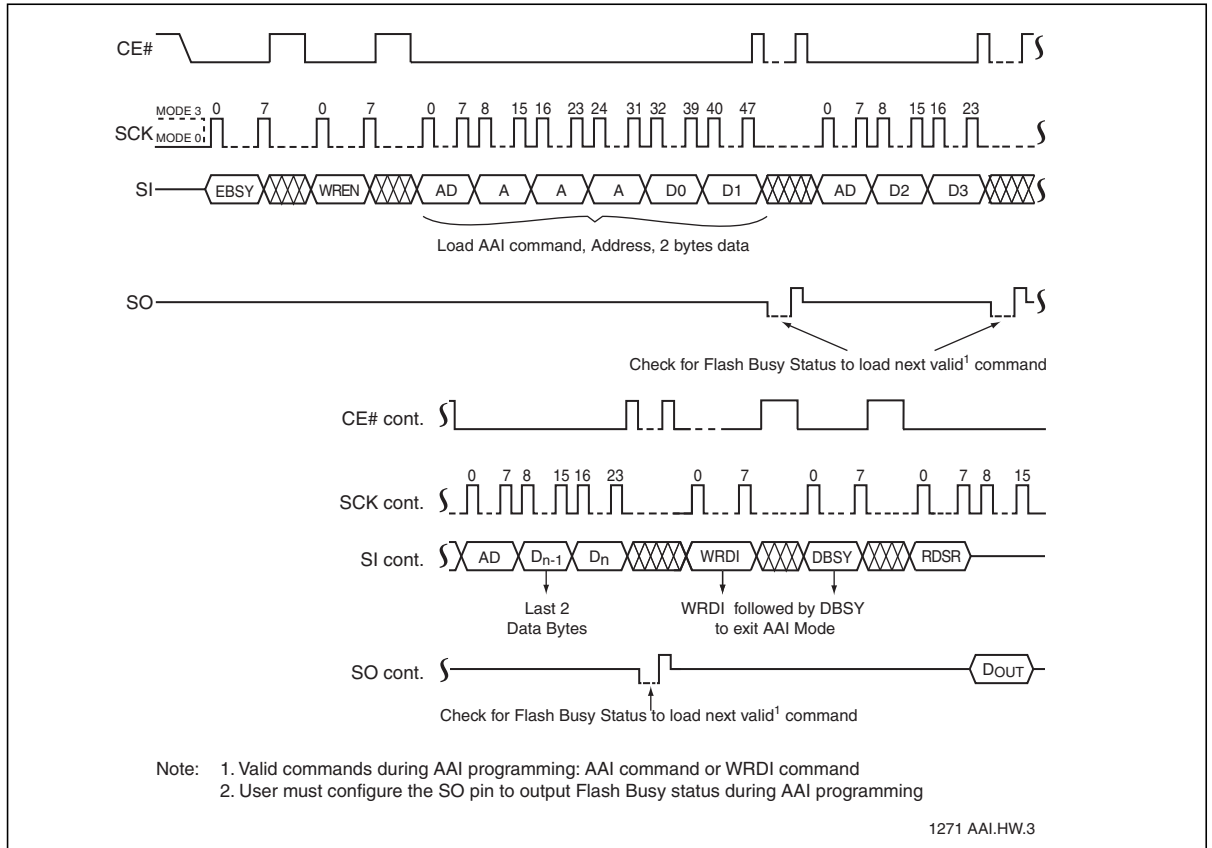 CE#
MODE 3
0 7 0 7 0 7 8 15 16 23 24 31 32 39 40 47 0 7 8 15 16 23
SCK
MODE 0
SI EBSY WREN AD A A A D0 D1 AD D2 D3
Load AAI command, Address, 2 bytes data
SO
Check for Flash Busy Status to load next valid1 command
CE# cont.
0 7 8 15 16 23 0 7 0 7 0 7 8 15
SCK cont.
SI cont. AD Dn-1 Dn WRDI DBSY RDSR
Last 2
Data Bytes
WRDI followed by DBSY
to exit AAI Mode
SO cont. DOUT
Check for Flash Busy Status to load next valid1 command
Note: 1. Valid commands during AAI programming: AAI command or WRDI command
2. User must configure the SO pin to output Flash Busy status during AAI programming
1271 AAI.HW.3